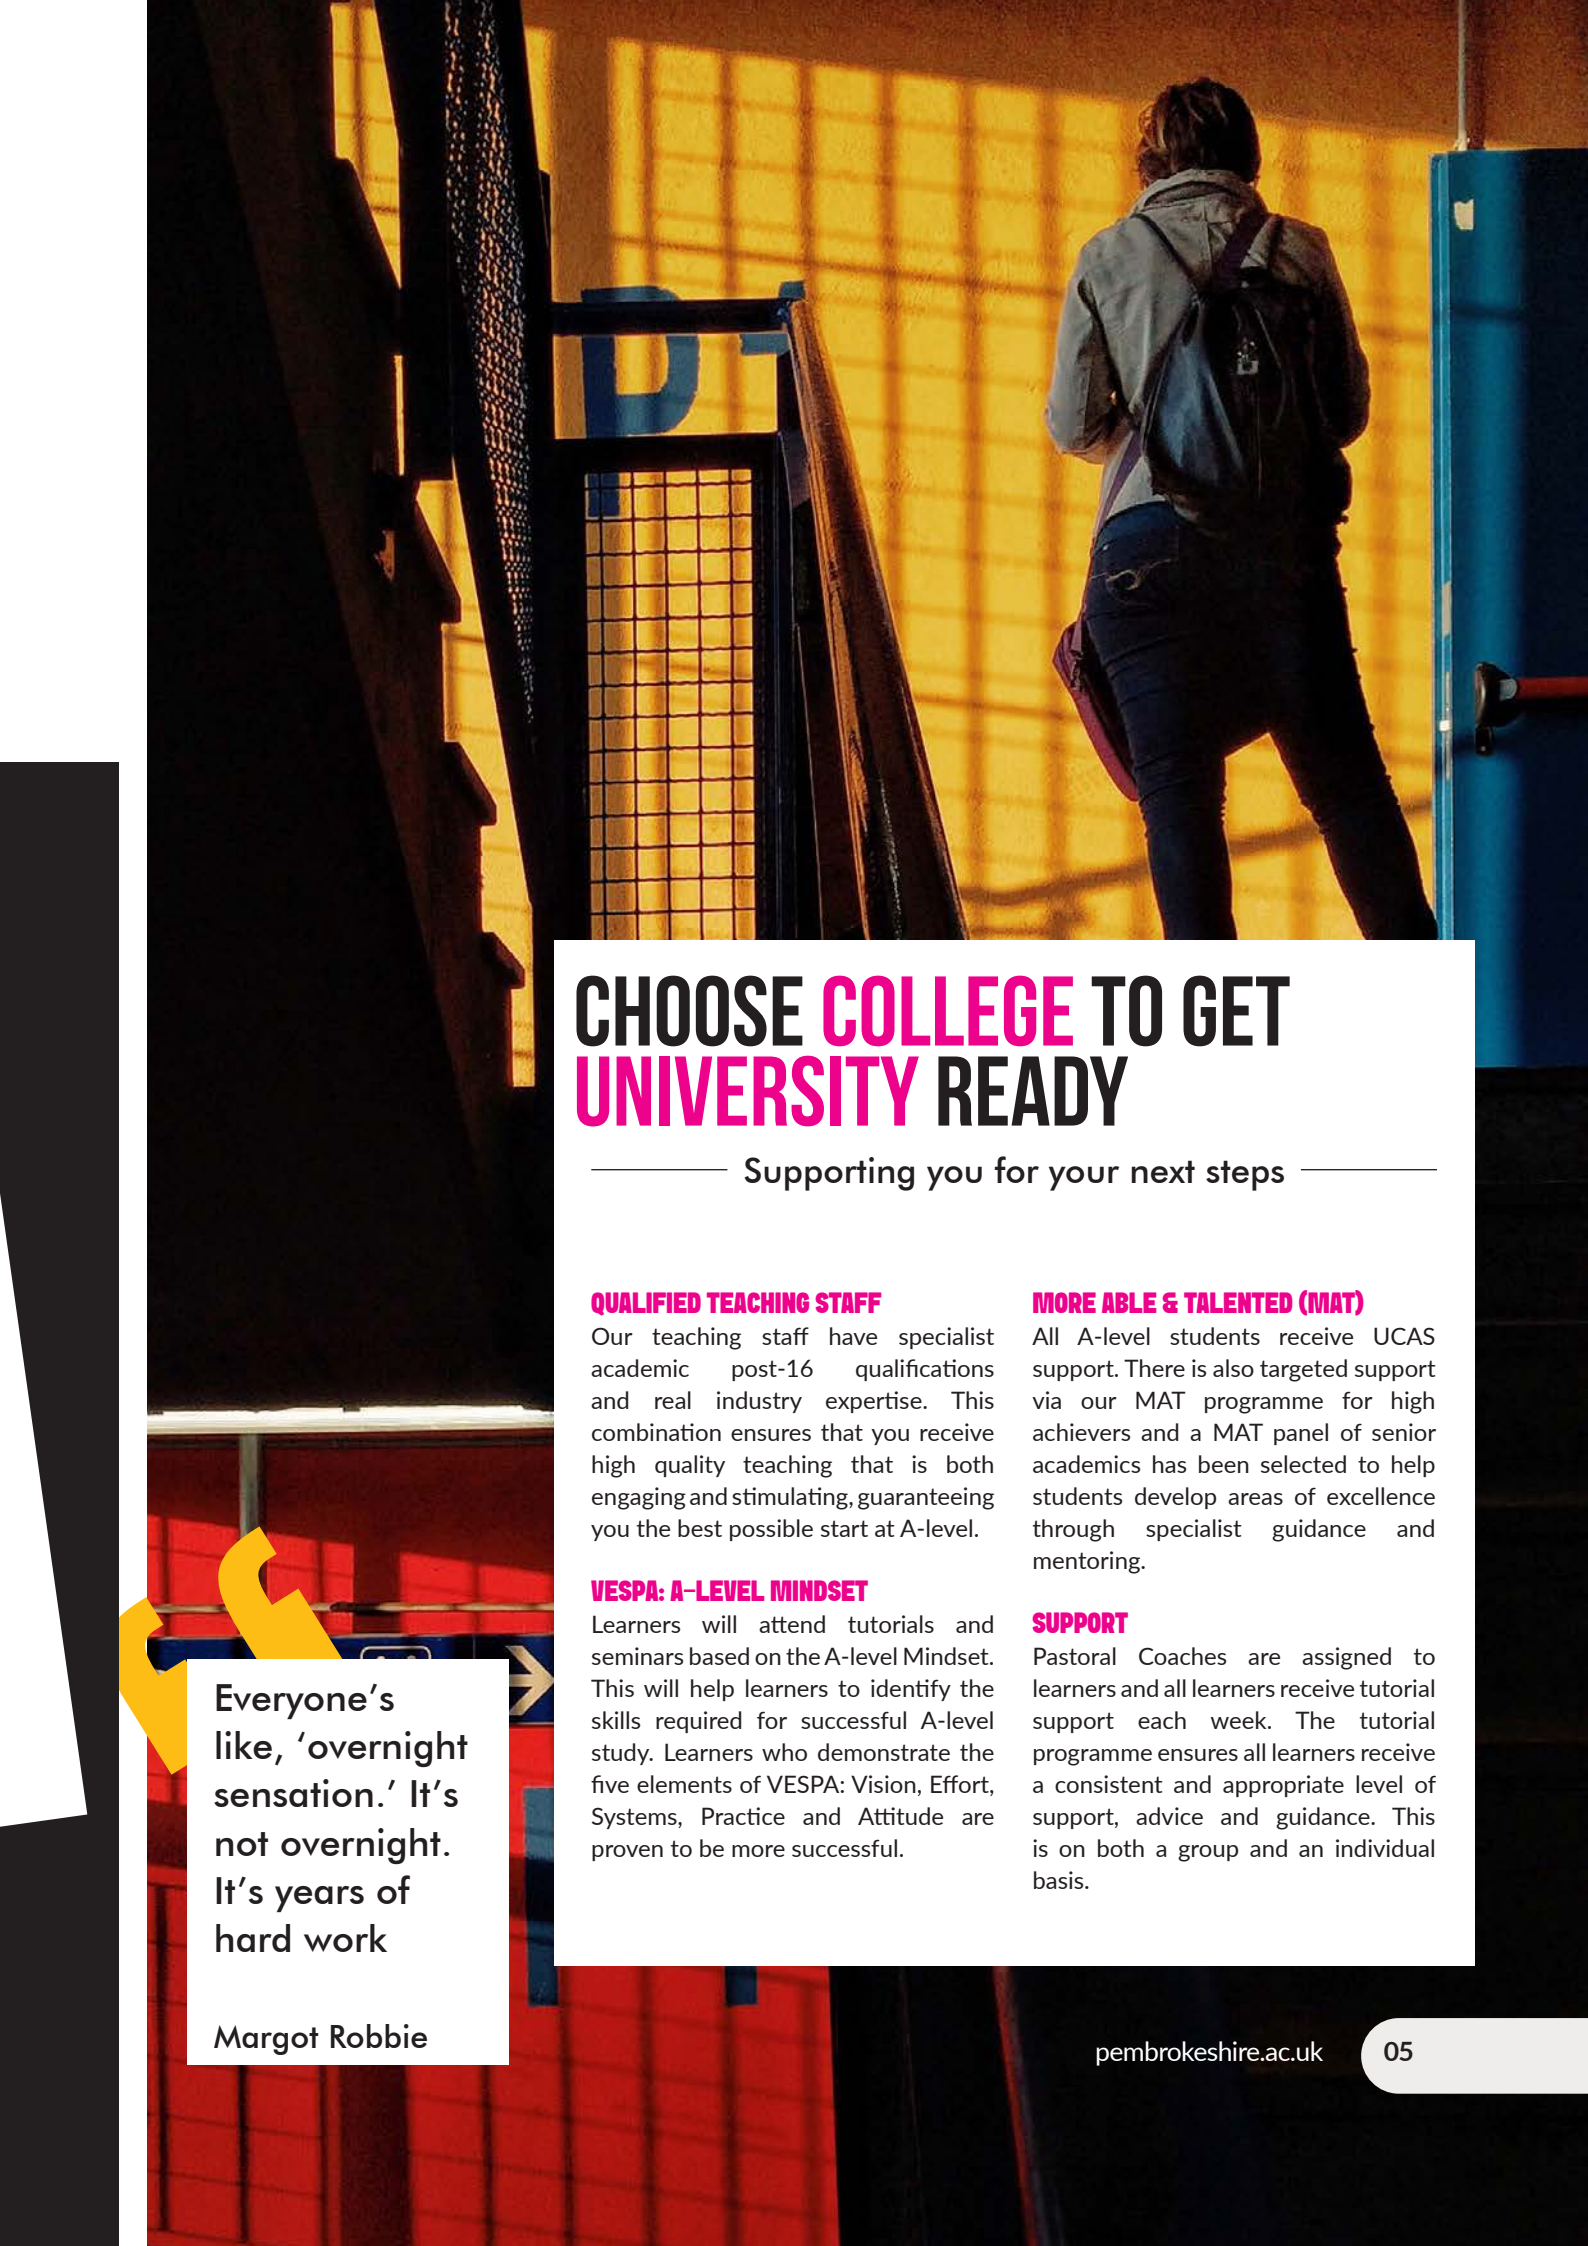 CHOOSE COLLEGE TO GET
UNIVERSITY READY
Supporting you for your next steps
QUALIFIED TEACHING STAFF
Our teaching staff have specialist
academic post-16 qualifications
and real industry expertise. This
combination ensures that you receive
high quality teaching that is both
engaging and stimulating, guaranteeing
you the best possible start at A-level.
VESPA: A-LEVEL MINDSET
Learners will attend tutorials and
seminars based on the A-level Mindset.
This will help learners to identify the
skills required for successful A-level
study. Learners who demonstrate the
five elements of VESPA: Vision, Effort,
Systems, Practice and Attitude are
proven to be more successful.
MORE ABLE & TALENTED (MAT)
All A-level students receive UCAS
support. There is also targeted support
via our MAT programme for high
achievers and a MAT panel of senior
academics has been selected to help
students develop areas of excellence
through specialist guidance and
mentoring.
SUPPORT
Pastoral Coaches are assigned to
learners and all learners receive tutorial
support each week. The tutorial
programme ensures all learners receive
a consistent and appropriate level of
support, advice and guidance. This
is on both a group and an individual
basis.
Everyone's
like, 'overnight
sensation.' It's
not overnight.
It's years of
hard work
Margot Robbie
pembrokeshire.ac.uk
05